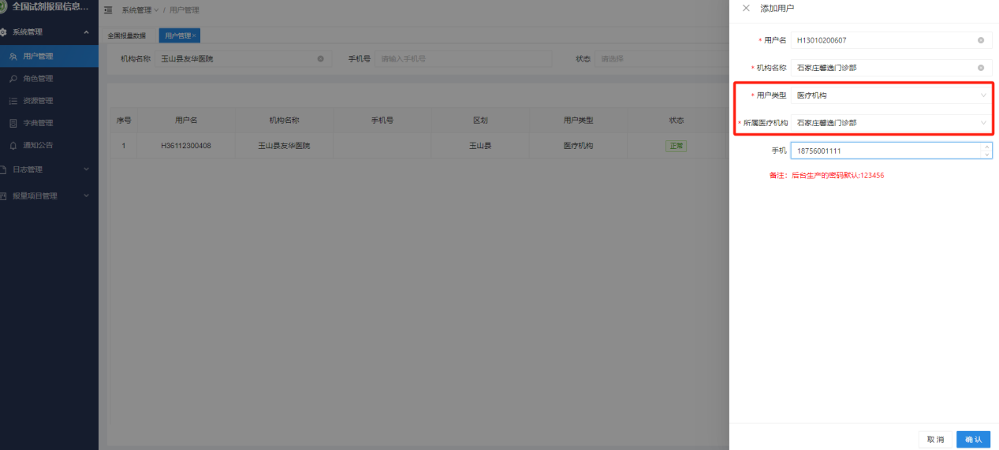 全国试剂报量信息...
系统管理
用户管理
角色管理
资源管理
字典管理
通知公告
日志管理
报量项目管理
系统管理 / 用户管理
全国报量数据 用户管理×
机构名称 玉山县友华医院 手机号 请输入手机号 状态 请选择
序号 用户名 机构名称 手机号 区划 用户类型 状态
1 H36112300408 玉山县友华医院 玉山县 医疗机构 正常
添加用户
* 用户名 H13010200607
* 机构名称 石家庄馨逸门诊部
* 用户类型 医疗机构
* 所属医疗机构 石家庄馨逸门诊部
手机 18756001111
备注：后台生产的密码默认:123456
取 消 确 认